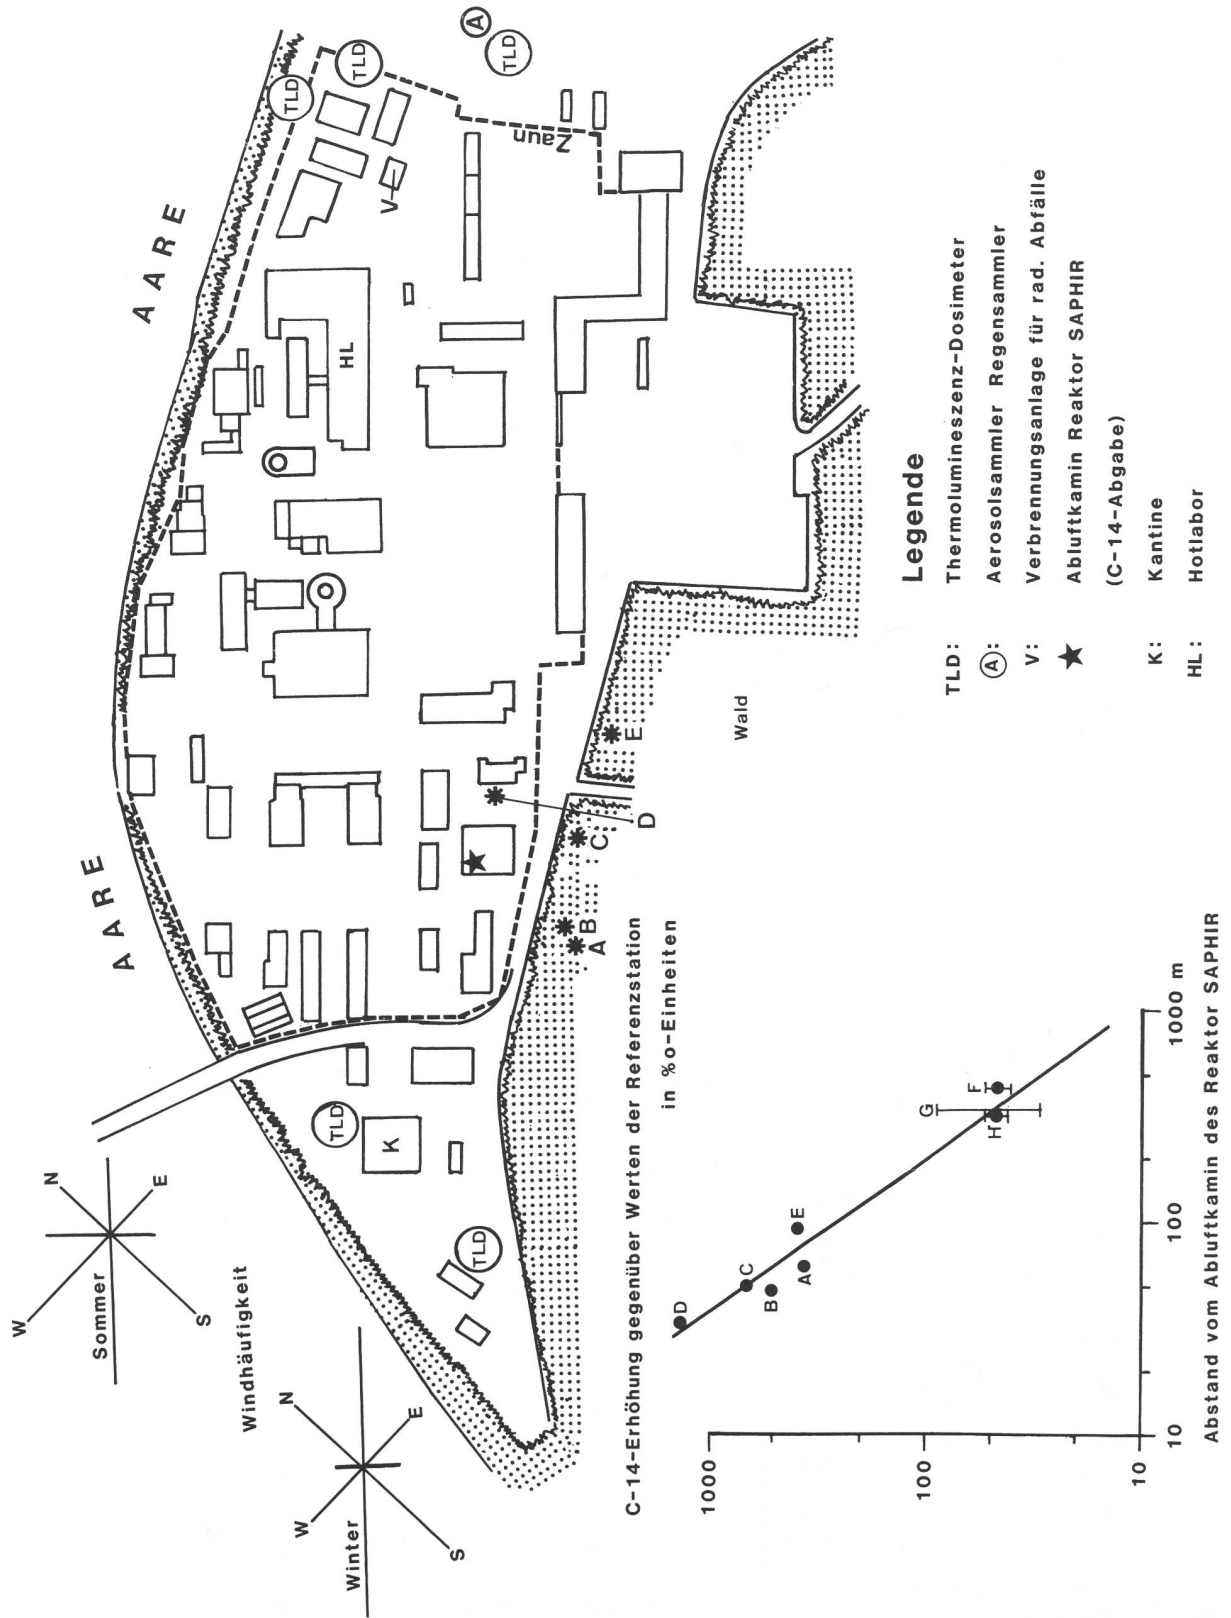 AARE
AARE
TLD
TLD
A
TLD
Zaun
V
HL
TLD
K
TLD
W
N
Sommer
S
E
Windhäufigkeit
W
N
Winter
S
E
A
B
C
D
E
Wald
C-14-Erhöhung gegenüber Werten der Referenzstation
in %o-Einheiten
1000
100
10
D
C
B
A
E
G
H
F
10
100
1000 m
Abstand vom Abluftkamin des Reaktor SAPHIR
Legende
TLD: Thermolumineszenz-Dosimeter
A: Aerosolsammler Regensammler
V: Verbrennungsanlage für rad. Abfälle
★ Abluftkamin Reaktor SAPHIR
(C-14-Abgabe)
K: Kantine
HL: Hotlabor